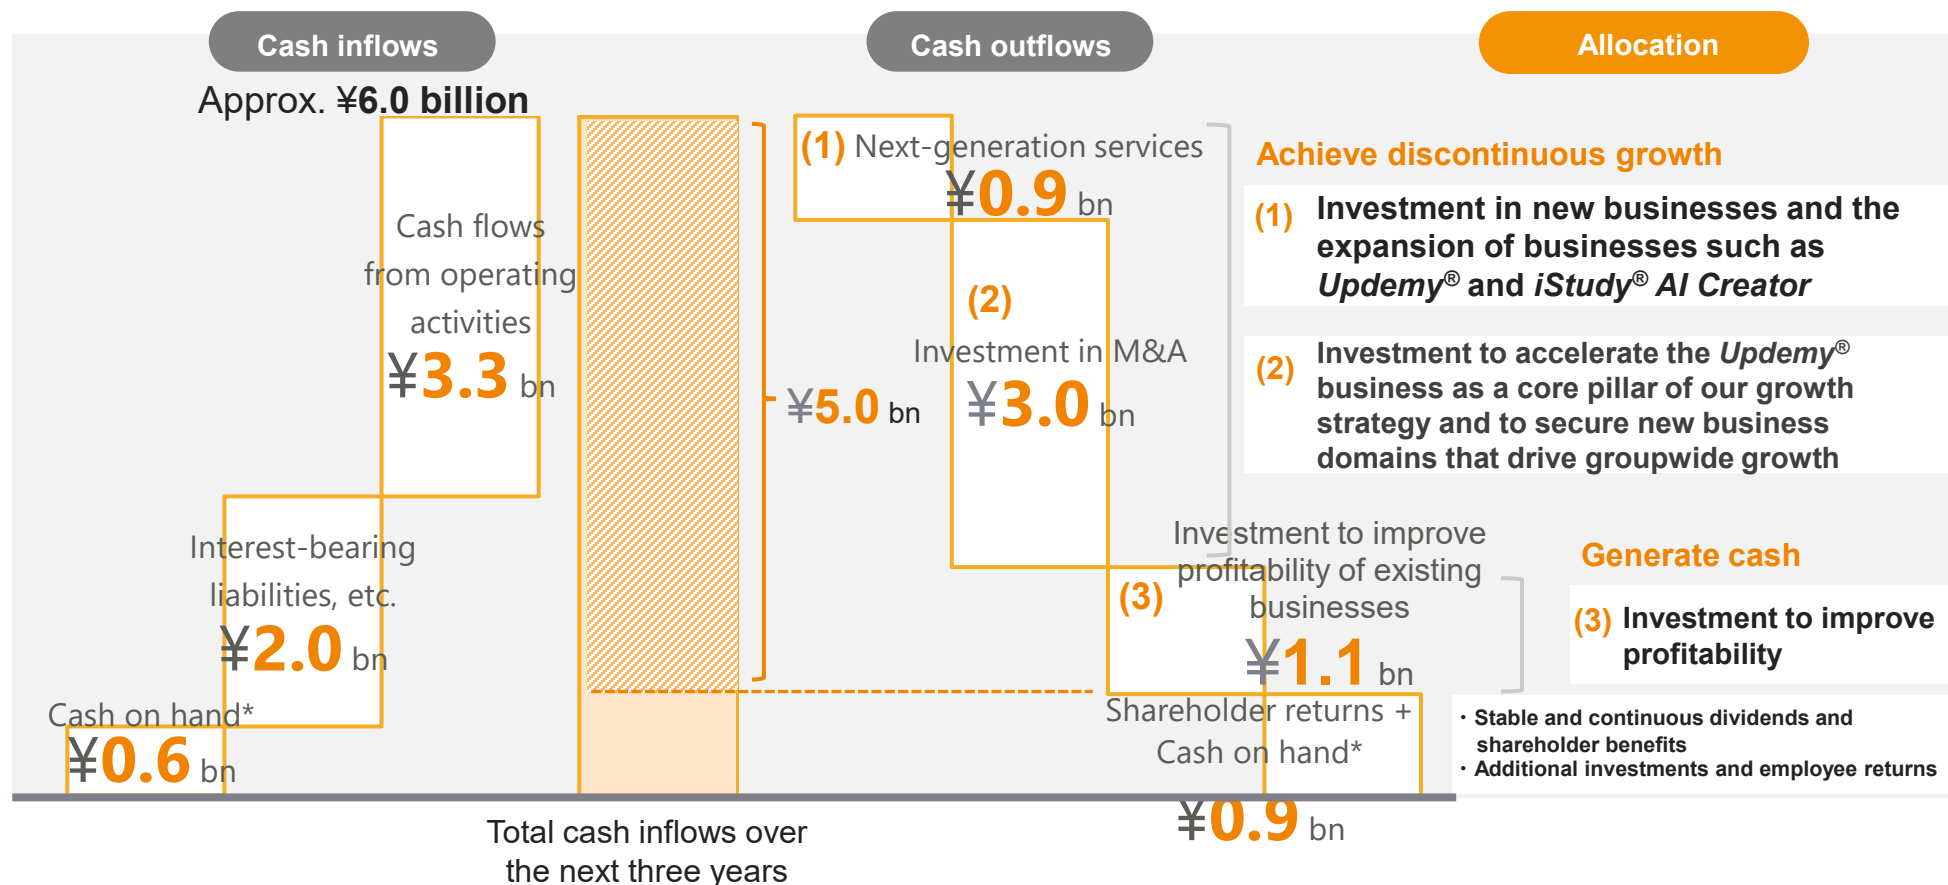 Cash inflows
Approx. ¥6.0 billion
Cash flows
from operating
activities
¥3.3 bn
Interest-bearing
liabilities, etc.
¥2.0 bn
Cash on hand*
¥0.6 bn
Total cash inflows over
the next three years
¥5.0 bn
Cash outflows
(1) Next-generation services
¥0.9 bn
(2)
Investment in M&A
¥3.0 bn
(3)
Investment to improve
profitability of existing
businesses
¥1.1 bn
Shareholder returns +
Cash on hand*
¥0.9 bn
Allocation
Achieve discontinuous growth
(1) Investment in new businesses and the
expansion of businesses such as
Updemy® and iStudy® AI Creator
(2) Investment to accelerate the Updemy®
business as a core pillar of our growth
strategy and to secure new business
domains that drive groupwide growth
Generate cash
(3) Investment to improve
profitability
・Stable and continuous dividends and
shareholder benefits
・Additional investments and employee returns